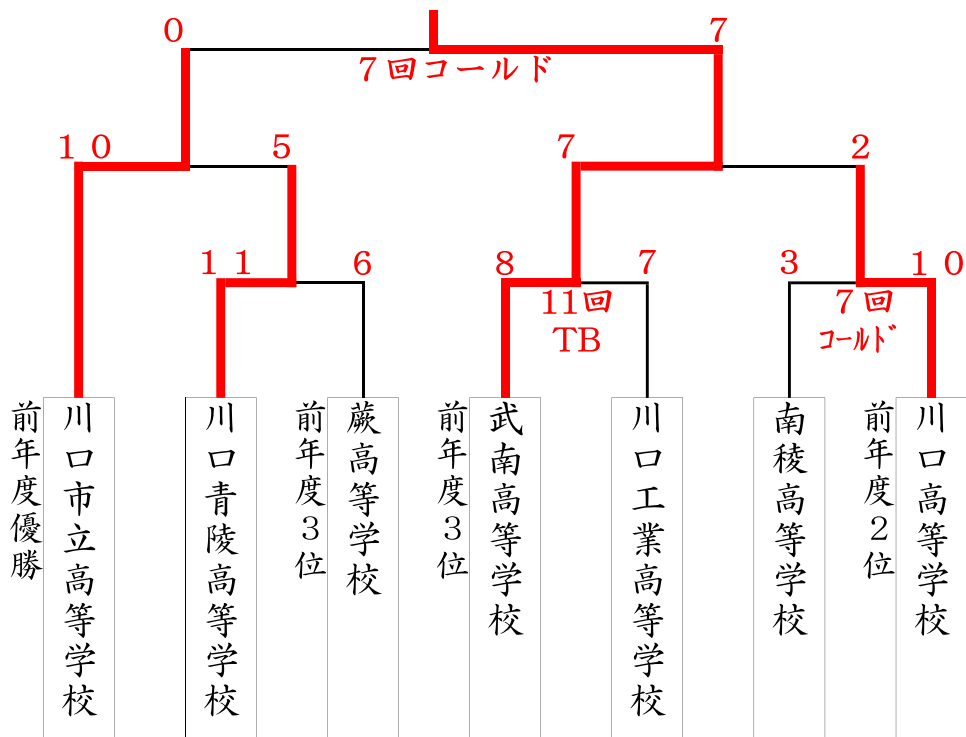 ０
７
７回コールド
１０
５
７
２
１１
６
８
７
３
１０
11回
TB
７回
ｺｰﾙﾄﾞ
前年度優勝
川口市立高等学校
川口青陵高等学校
前年度３位
蕨高等学校
前年度３位
武南高等学校
川口工業高等学校
南稜高等学校
前年度２位
川口高等学校